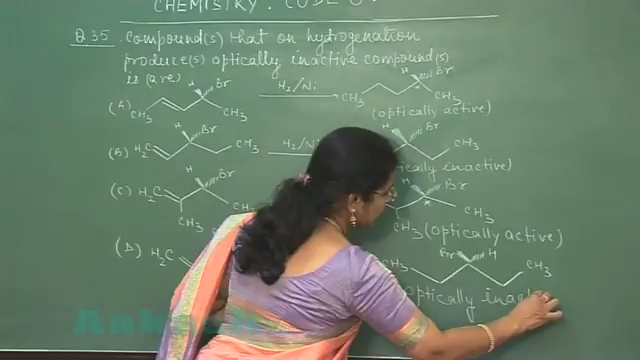 CHEMISTRY. CODE
Q.35. Compound(s) that on hydrogenation
produce(s) optically inactive compound(s)
is (are)
(A) CH3 H Br CH3 H2/Ni CH3 H Br CH3
(optically active)
(B) H2C H Br CH3 H2/Ni H Br CH3
optically inactive)
(C) H2C H Br CH3 CH3 H Br CH3 CH3
(optically active)
(D) H2C CH3 Br H CH3
optically inact